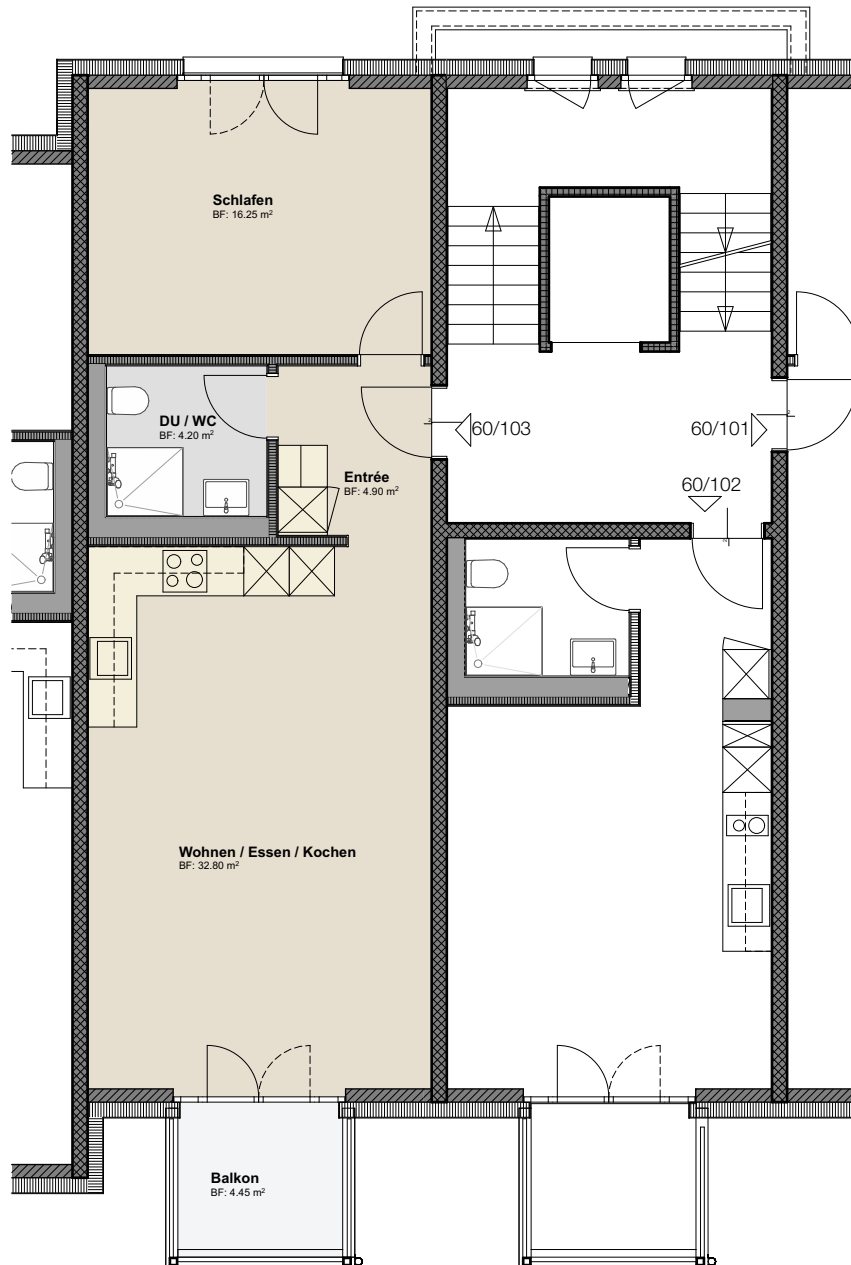 Schlafen
BF: 16.25 m²
DU / WC
BF: 4.20 m²
60/103
60/101
Entrée
BF: 4.90 m²
60/102
Wohnen / Essen / Kochen
BF: 32.80 m²
Balkon
BF: 4.45 m²